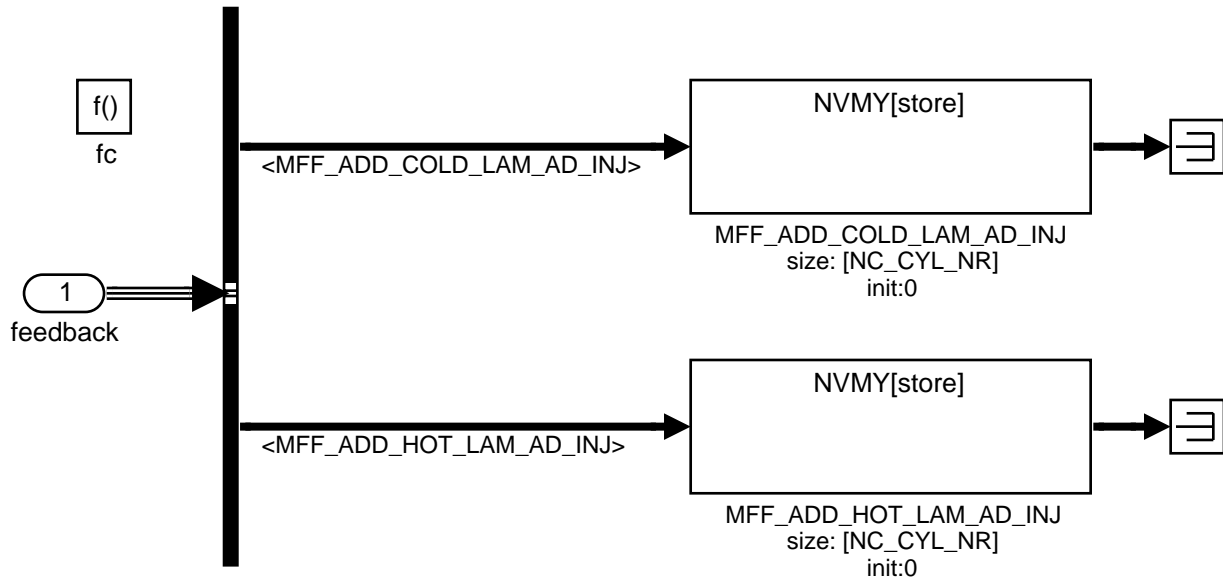 f()
fc
1
feedback
<MFF_ADD_COLD_LAM_AD_INJ>
NVMY[store]
MFF_ADD_COLD_LAM_AD_INJ
size: [NC_CYL_NR]
init:0
<MFF_ADD_HOT_LAM_AD_INJ>
NVMY[store]
MFF_ADD_HOT_LAM_AD_INJ
size: [NC_CYL_NR]
init:0